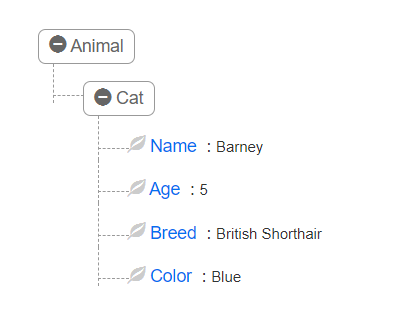 Animal
Cat
Name : Barney
Age : 5
Breed : British Shorthair
Color : Blue